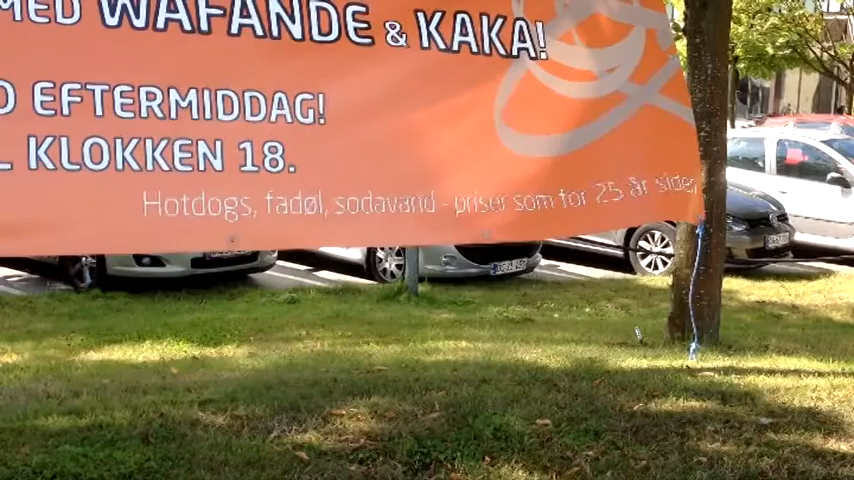 MED WAFANDE & KAKA!
EFTERMIDDAG!
KLOKKEN 18.
Hotdogs, fadøl, sodavand - priser som for 25 år siden